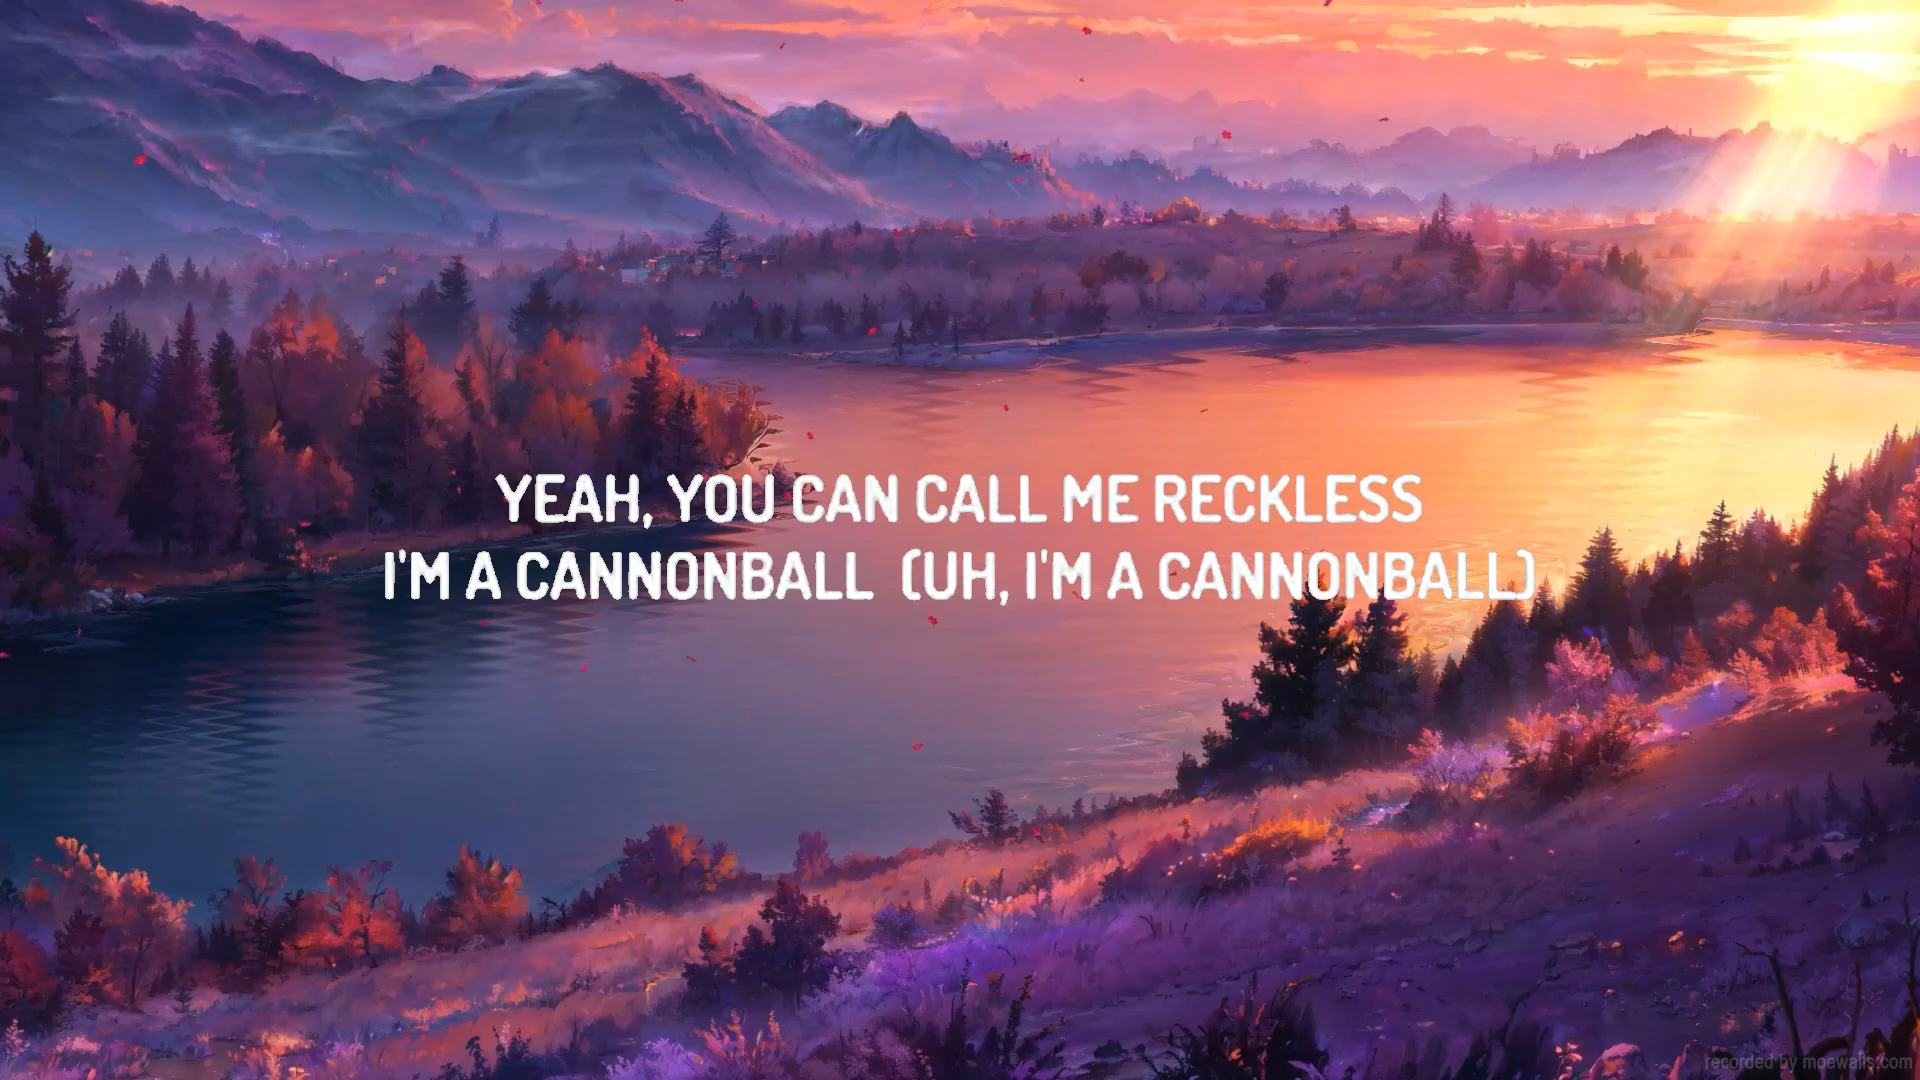 YEAH, YOU CAN CALL ME RECKLESS
I'M A CANNONBALL (UH, I'M A CANNONBALL)
recorded by moewalls.com